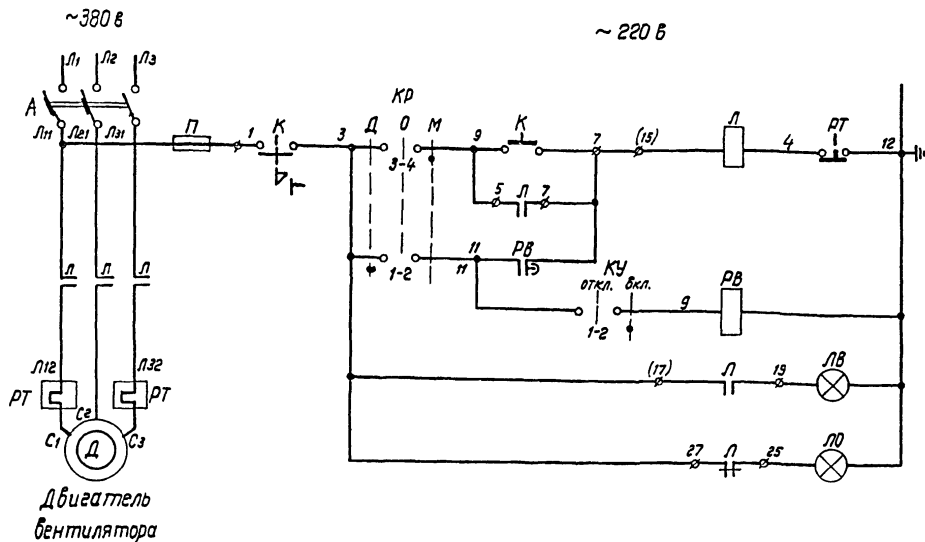 ~380 в
~ 220 в
Л1 Л2 Л3
А
Л11 Л21 Л31
П
1
К
3
Д
КР
О
М
3-4
9
К
7
(15)
Л
4
РТ
12
5
Л
7
1-2
11
11
РВ
КУ
откл. вкл.
1-2
9
РВ
Л Л Л
Л12
Л32
РТ
РТ
С1
С2
С3
Д
(17)
Л
19
ЛВ
27
Л
25
ЛО
Двигатель
вентилятора